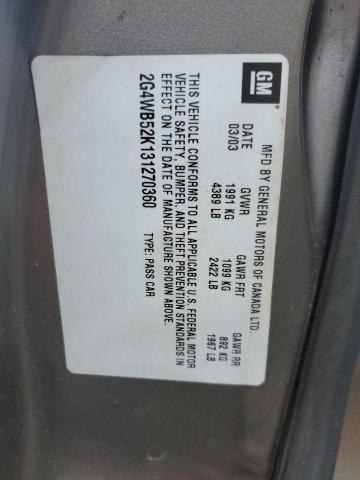 GM
MFD BY GENERAL MOTORS OF CANADA LTD.
DATE GVWR GAWR FRT GAWR RR
03/03 1991 KG 1099 KG 892 KG
4389 LB 2422 LB 1967 LB
THIS VEHICLE CONFORMS TO ALL APPLICABLE U.S. FEDERAL MOTOR
VEHICLE SAFETY, BUMPER, AND THEFT PREVENTION STANDARDS IN
EFFECT ON THE DATE OF MANUFACTURE SHOWN ABOVE.
2G4WB52K131270360 TYPE: PASS CAR